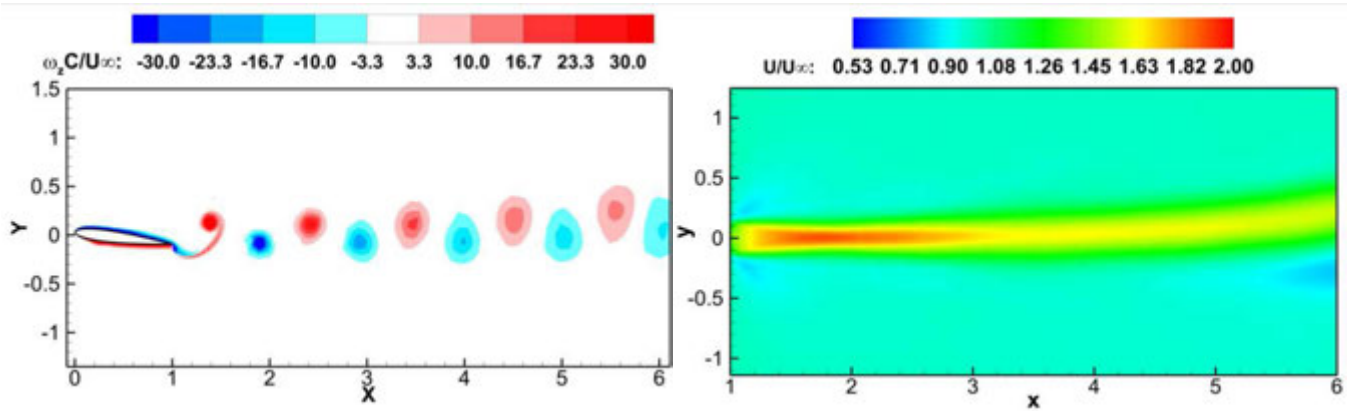 ω_zC/U∞: -30.0 -23.3 -16.7 -10.0 -3.3 3.3 10.0 16.7 23.3 30.0
1.5
1
0.5
Y 0
-0.5
-1
0 1 2 3 4 5 6
X
U/U∞: 0.53 0.71 0.90 1.08 1.26 1.45 1.63 1.82 2.00
1
0.5
y 0
-0.5
-1
1 2 3 4 5 6
x